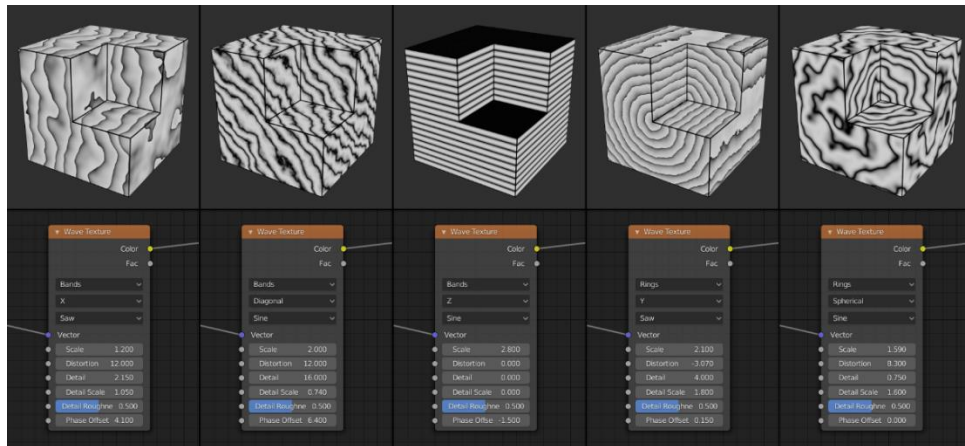 Wave Texture
Color
Fac
Bands
X
Saw
Vector
Scale 1.200
Distortion 12.000
Detail 2.150
Detail Scale 1.050
Detail Roughne 0.500
Phase Offset 4.100
Wave Texture
Color
Fac
Bands
Diagonal
Sine
Vector
Scale 2.000
Distortion 12.000
Detail 16.000
Detail Scale 0.740
Detail Roughne 0.500
Phase Offset 6.400
Wave Texture
Color
Fac
Bands
Z
Sine
Vector
Scale 2.800
Distortion 0.000
Detail 0.000
Detail Scale 0.000
Detail Roughne 0.500
Phase Offset -1.500
Wave Texture
Color
Fac
Rings
Y
Saw
Vector
Scale 2.100
Distortion -3.070
Detail 4.000
Detail Scale 1.800
Detail Roughne 0.500
Phase Offset 0.150
Wave Texture
Color
Fac
Rings
Spherical
Sine
Vector
Scale 1.590
Distortion 8.300
Detail 0.750
Detail Scale 1.800
Detail Roughne 0.500
Phase Offset 0.000